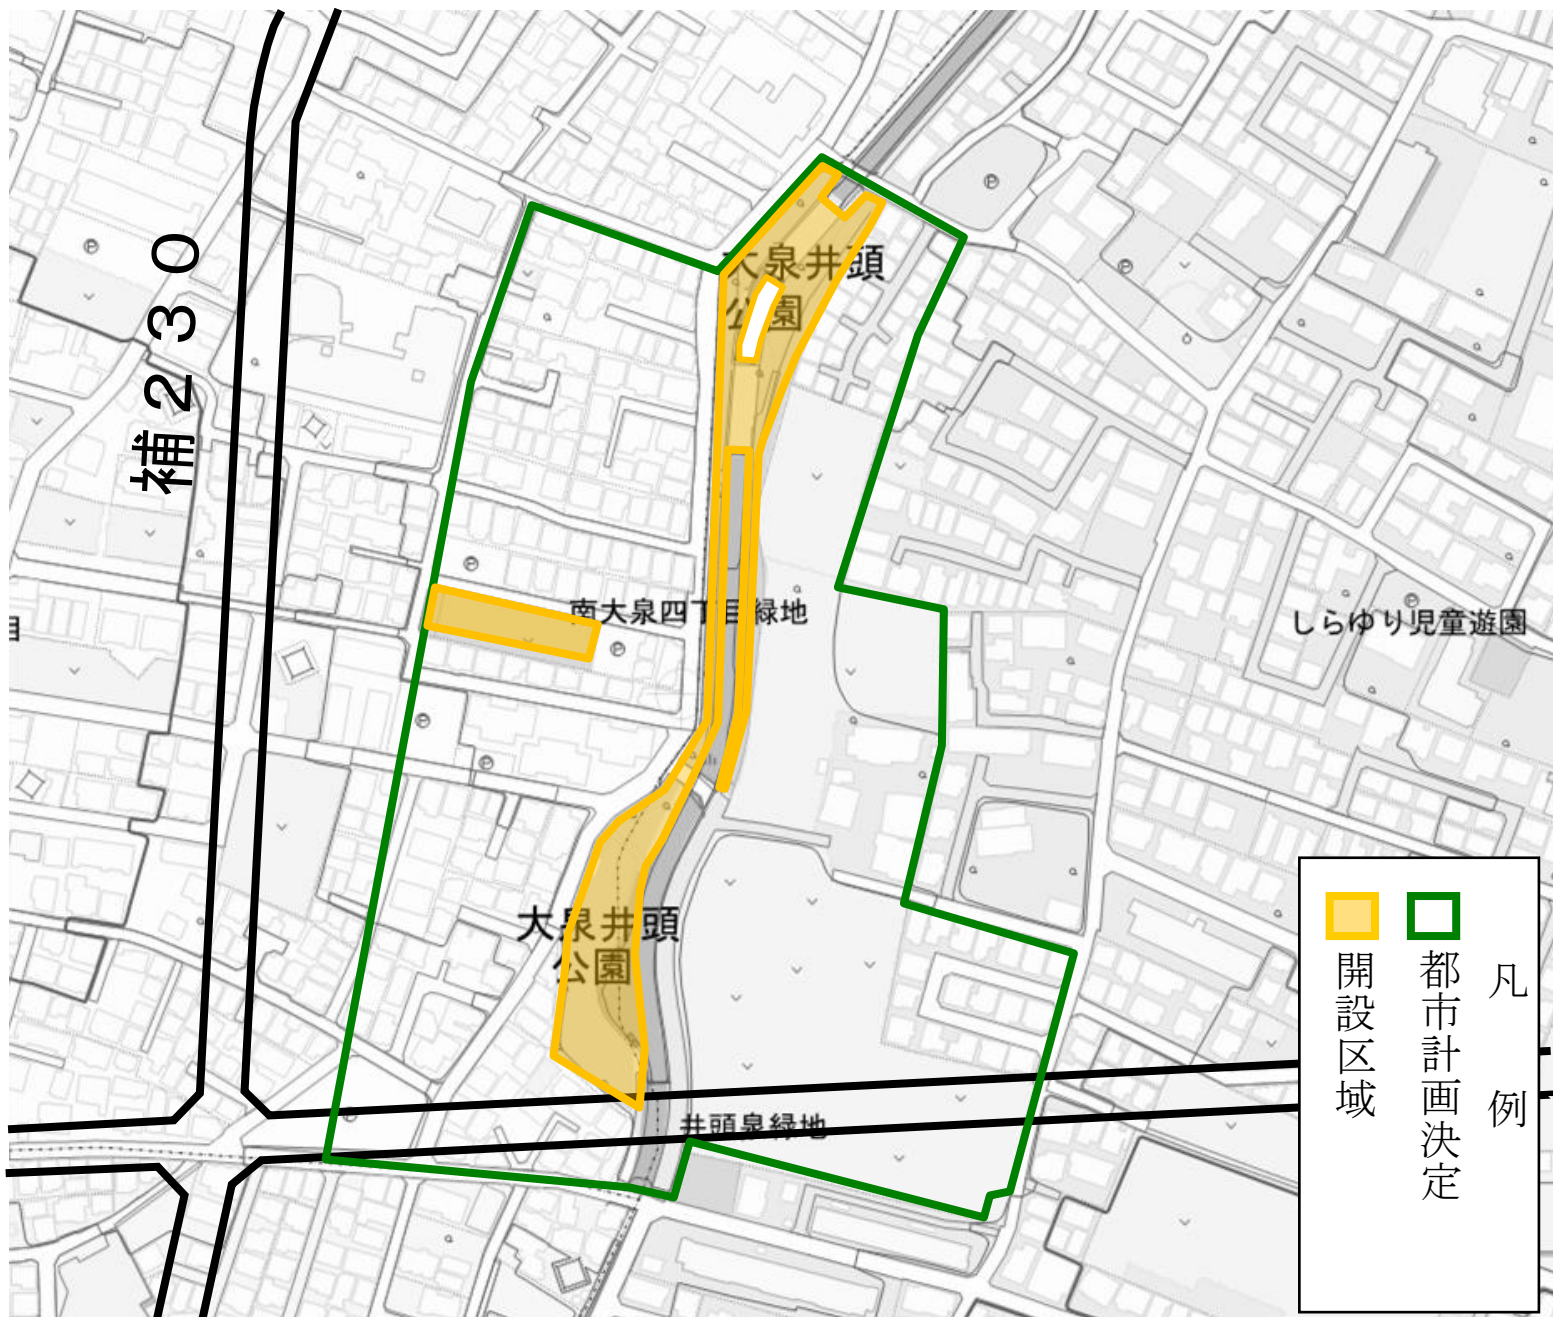 補230
大泉井頭
公園
南大泉四丁目緑地
しらゆり児童遊園
大泉井頭
公園
井頭泉緑地
凡例
都市計画決定
開設区域